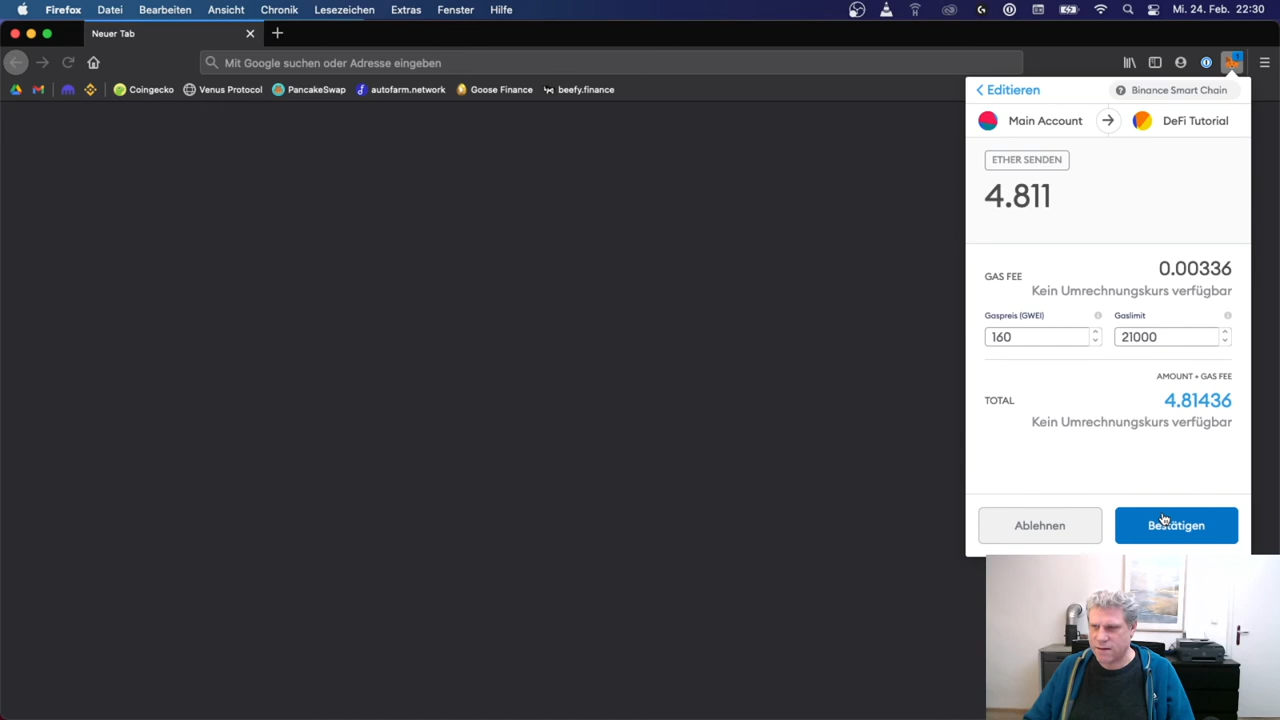 Firefox Datei Bearbeiten Ansicht Chronik Lesezeichen Extras Fenster Hilfe Mi. 24. Feb. 22:30
Neuer Tab
Mit Google suchen oder Adresse eingeben
Coingecko Venus Protocol PancakeSwap autofarm.network Goose Finance beefy.finance
Editieren Binance Smart Chain
Main Account DeFi Tutorial
ETHER SENDEN
4.811
GAS FEE 0.00336
Kein Umrechnungskurs verfügbar
Gaspreis (GWEI) Gaslimit
160 21000
AMOUNT + GAS FEE
TOTAL 4.81436
Kein Umrechnungskurs verfügbar
Ablehnen Bestätigen